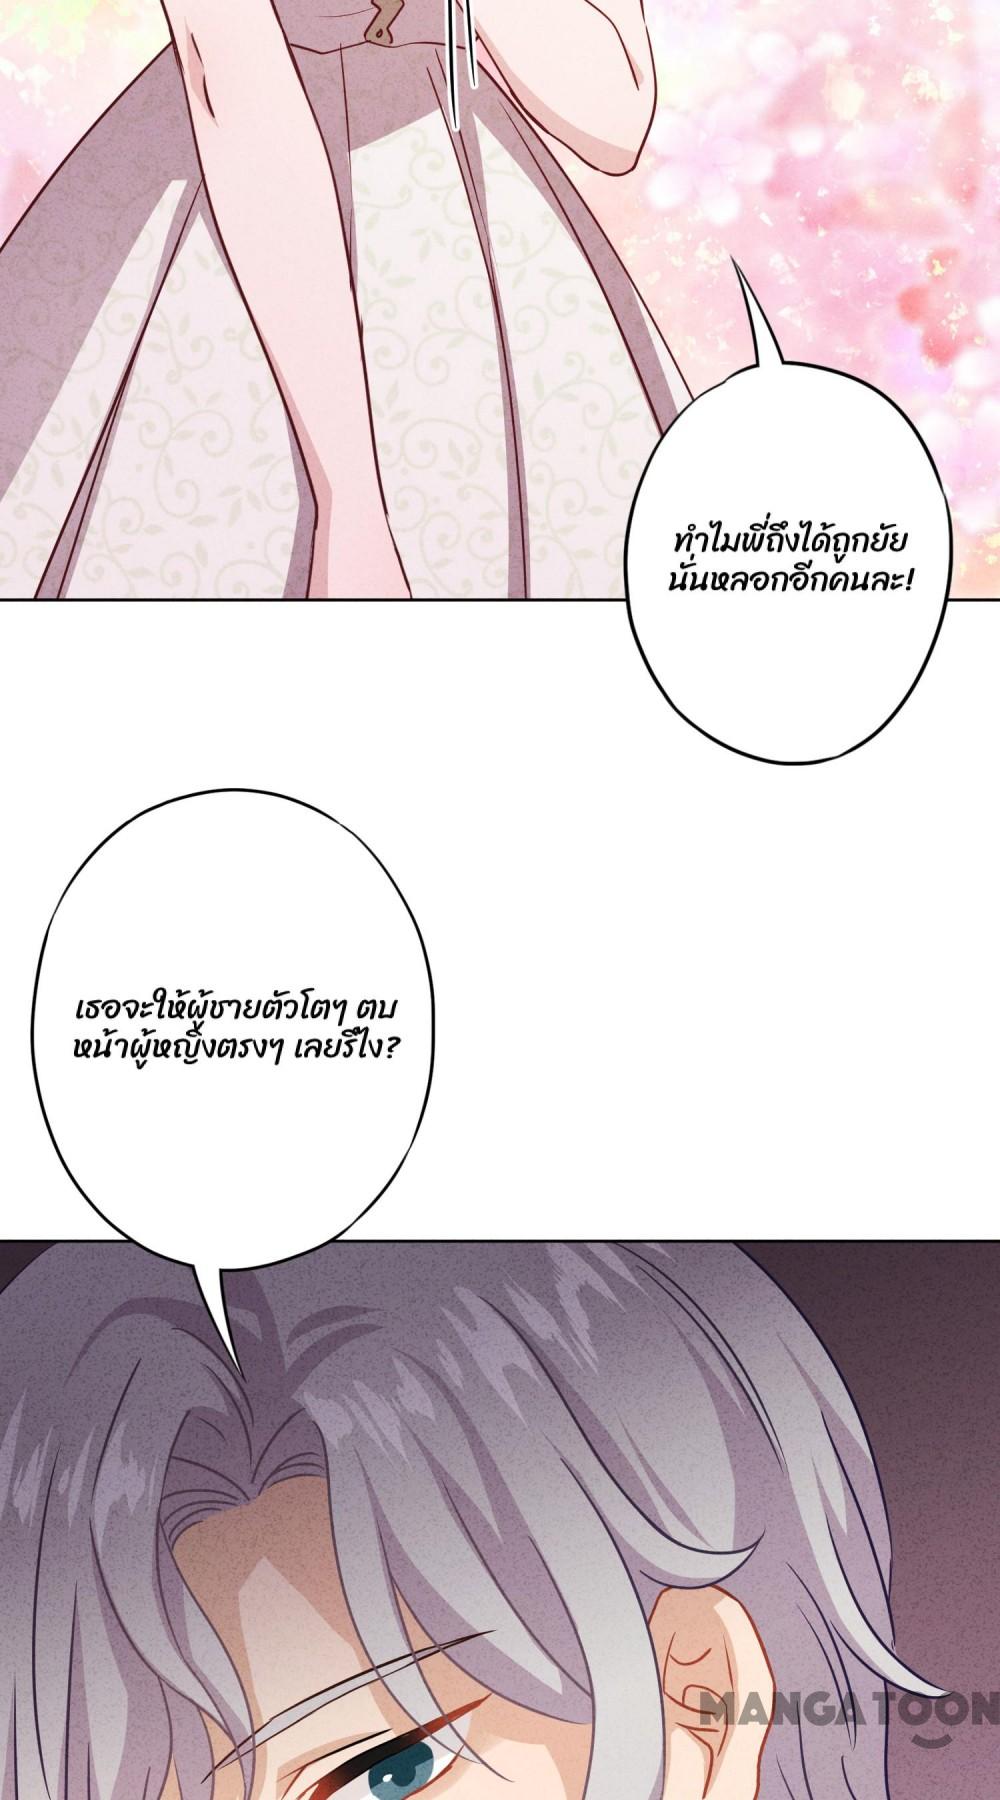 ทำไมพี่ถึงได้ถูกยัย
นั่นหลอกอีกคนละ!
เธอจะให้ผู้ชายตัวโตๆ ตบ
หน้าผู้หญิงตรงๆ เลยรึไง?
MANGATOON